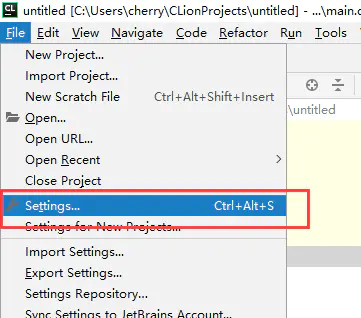 CL untitled [C:\Users\cherry\CLionProjects\untitled] - ...\main.c
File Edit View Navigate Code Refactor Run Tools
New Project...
Import Project...
New Scratch File Ctrl+Alt+Shift+Insert
Open...
\untitled
Open URL...
Open Recent
Close Project
Settings... Ctrl+Alt+S
Settings for New Projects...
Import Settings...
Export Settings...
Settings Repository...
Sync Settings to JetBrains Account...